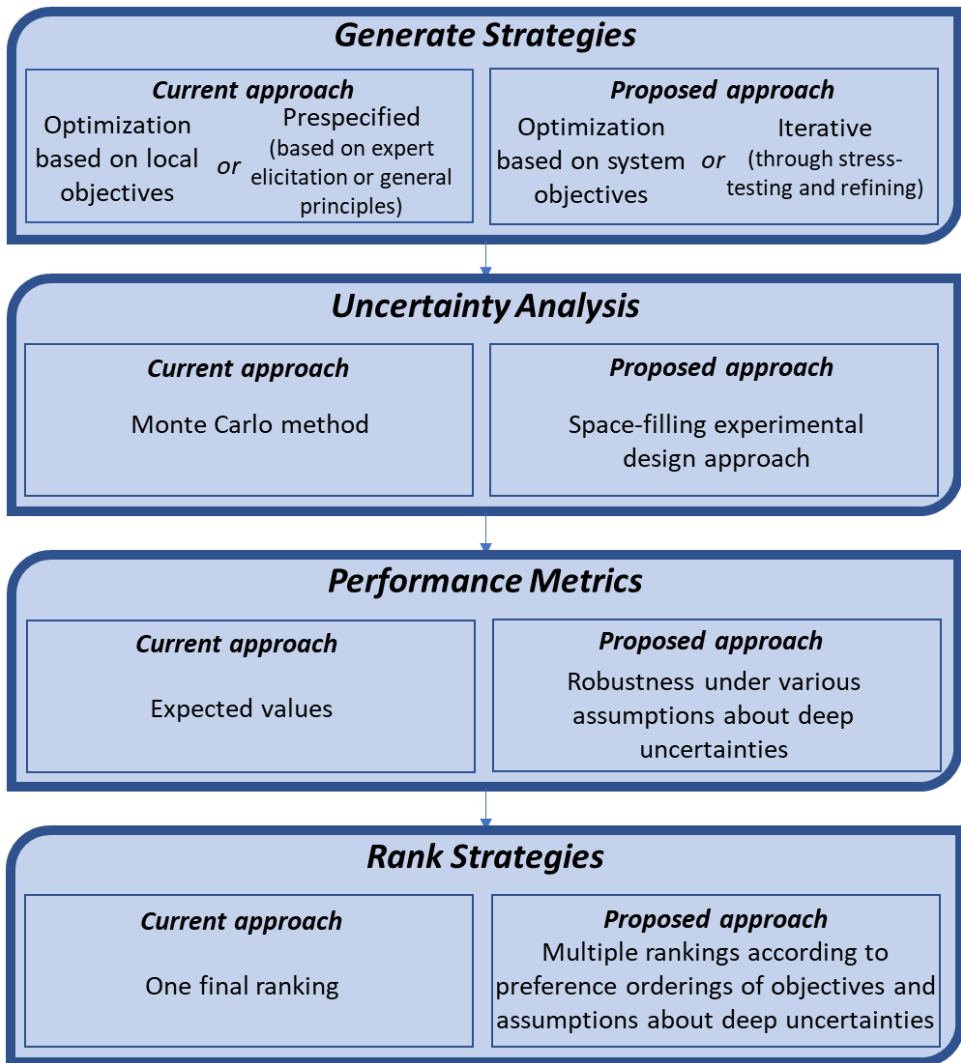 Generate Strategies
Current approach
Optimization
based on local
objectives
or
Prespecified
(based on expert
elicitation or general
principles)
Proposed approach
Optimization
based on system
objectives
or
Iterative
(through stress-
testing and refining)
Uncertainty Analysis
Current approach
Monte Carlo method
Proposed approach
Space-filling experimental
design approach
Performance Metrics
Current approach
Expected values
Proposed approach
Robustness under various
assumptions about deep
uncertainties
Rank Strategies
Current approach
One final ranking
Proposed approach
Multiple rankings according to
preference orderings of objectives and
assumptions about deep uncertainties